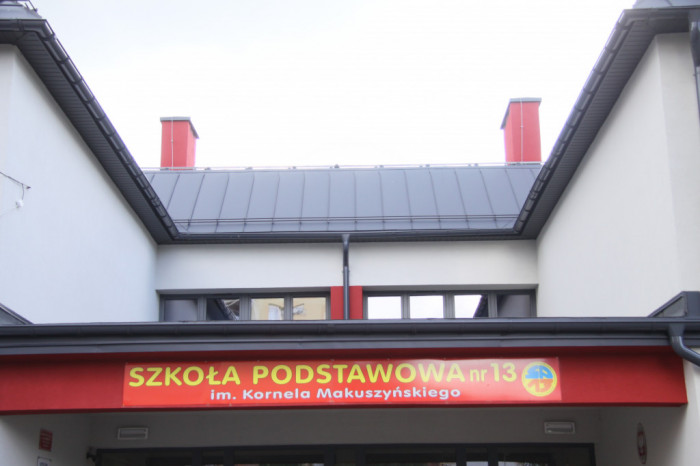 SZKOŁA PODSTAWOWA nr 13
im. Kornela Makuszyńskiego